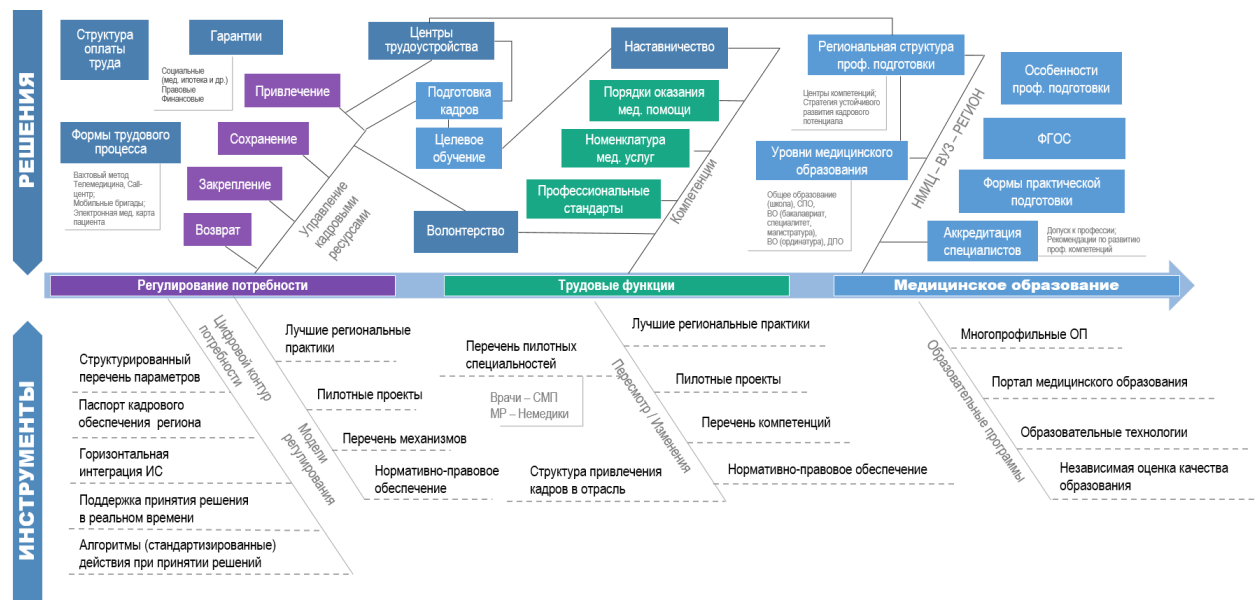 РЕШЕНИЯ
Структура
оплаты
труда
Гарантии
Социальные
(мед. ипотека и др.)
Правовые
Финансовые
Формы трудового
процесса
Вахтовый метод
Телемедицина, Call-
центр;
Мобильные бригады;
Электронная мед. карта
пациента
Привлечение
Сохранение
Закрепление
Возврат
Управление
кадровыми
ресурсами
Центры
трудоустройства
Подготовка
кадров
Целевое
обучение
Волонтерство
Наставничество
Порядки оказания
мед. помощи
Номенклатура
мед. услуг
Профессиональные
стандарты
Компетенции
Региональная структура
проф. подготовки
Центры компетенций;
Стратегия устойчивого
развития кадрового
потенциала
Уровни медицинского
образования
Общее образование
(школа), СПО,
ВО (бакалавриат,
специалитет,
магистратура),
ВО (ординатура), ДПО
НМИЦ – ВУЗ – РЕГИОН
Особенности
проф. подготовки
ФГОС
Формы практической
подготовки
Аккредитация
специалистов
Допуск к профессии;
Рекомендации по развитию
проф. компетенций
Регулирование потребности
Трудовые функции
Медицинское образование
ИНСТРУМЕНТЫ
Структурированный
перечень параметров
Паспорт кадрового
обеспечения региона
Горизонтальная
интеграция ИС
Поддержка принятия решения
в реальном времени
Алгоритмы (стандартизированные)
действия при принятии решений
Цифровой контур
потребности
Лучшие региональные
практики
Пилотные проекты
Перечень механизмов
Нормативно-правовое
обеспечение
Модели
регулирования
Перечень пилотных
специальностей
Врачи – СМП
МР – Немедики
Структура привлечения
кадров в отрасль
Пересмотр / Изменения
Лучшие региональные практики
Пилотные проекты
Перечень компетенций
Нормативно-правовое обеспечение
Образовательные программы
Многопрофильные ОП
Портал медицинского образования
Образовательные технологии
Независимая оценка качества
образования